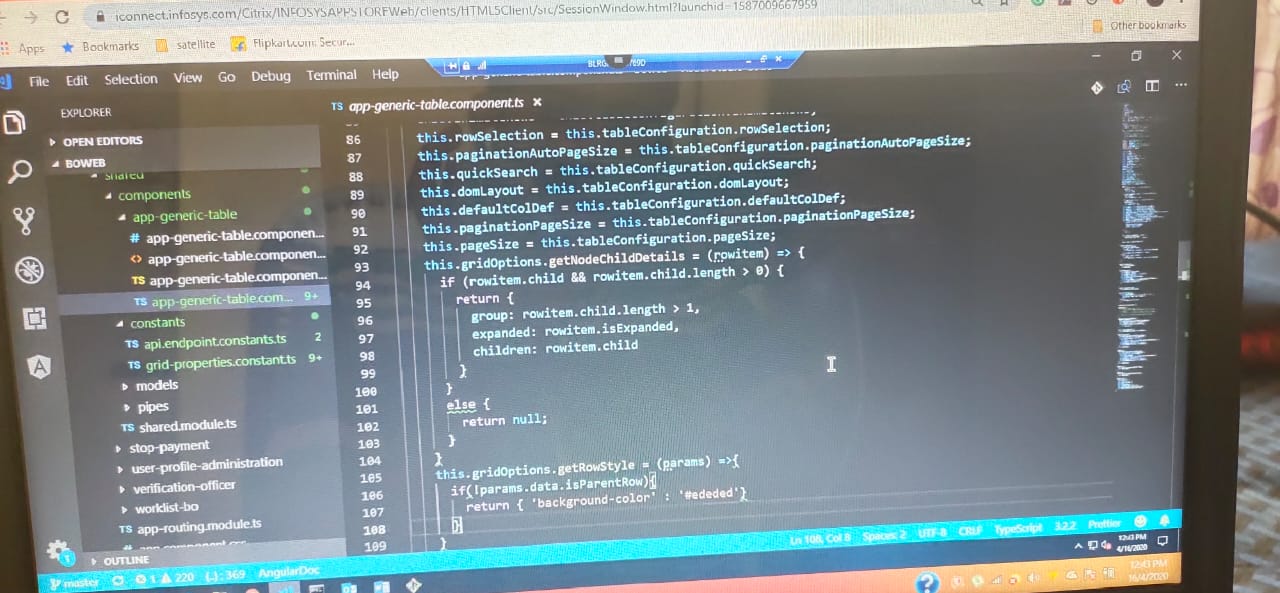 iconnect.infosys.com/Citrix/INFOSYSAPPSTOREWeb/clients/HTML5Client/src/SessionWindow.html?launchid=1587009667959
Apps Bookmarks satellite Flipkart.com: Secur... Other bookmarks
File Edit Selection View Go Debug Terminal Help
EXPLORER
OPEN EDITORS
BOWEB
shared
components
app-generic-table
# app-generic-table.componen...
<> app-generic-table.componen...
TS app-generic-table.componen...
TS app-generic-table.com... 9+
constants
TS api.endpoint.constants.ts 2
TS grid-properties.constant.ts 9+
models
pipes
TS shared.module.ts
stop-payment
user-profile-administration
verification-officer
worklist-bo
TS app-routing.module.ts
OUTLINE
TS app-generic-table.component.ts ×
86 this.rowSelection = this.tableConfiguration.rowSelection;
87 this.paginationAutoPageSize = this.tableConfiguration.paginationAutoPageSize;
88 this.quickSearch = this.tableConfiguration.quickSearch;
89 this.domLayout = this.tableConfiguration.domLayout;
90 this.defaultColDef = this.tableConfiguration.defaultColDef;
91 this.paginationPageSize = this.tableConfiguration.paginationPageSize;
92 this.pageSize = this.tableConfiguration.pageSize;
93 this.gridOptions.getNodeChildDetails = (rowitem) => {
94 if (rowitem.child && rowitem.child.length > 0) {
95 return {
96 group: rowitem.child.length > 1,
97 expanded: rowitem.isExpanded,
98 children: rowitem.child
99 }
100 }
101 else {
102 return null;
103 }
104 }
105 this.gridOptions.getRowStyle = (params) =>{
106 if(!params.data.isParentRow){
107 return { 'background-color' : '#ededed'}
108 }
109 }
master 1 220 {..}: 369 AngularDoc Ln 108, Col 8 Spaces: 2 UTF-8 CRLF TypeScript 3.2.2 Prettier
12:43 PM
4/16/2020
12:43 PM
16/4/2020